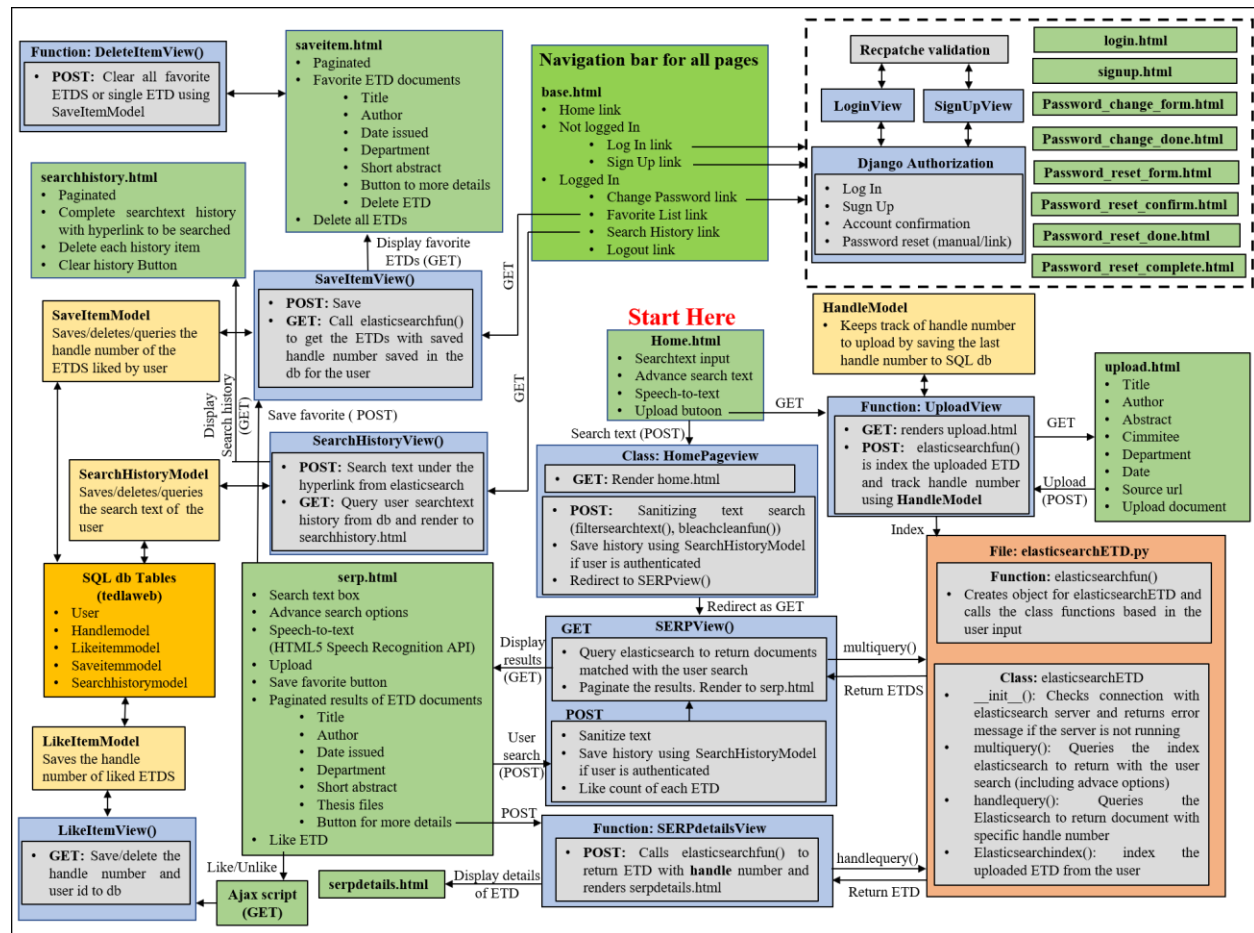 Function: DeleteItemView()
• POST: Clear all favorite
ETDS or single ETD using
SaveItemModel
saveitem.html
• Paginated
• Favorite ETD documents
• Title
• Author
• Date issued
• Department
• Short abstract
• Button to more details
• Delete ETD
• Delete all ETDs
Navigation bar for all pages
base.html
• Home link
• Not logged In
• Log In link
• Sign Up link
• Logged In
• Change Password link
• Favorite List link
• Search History link
• Logout link
Recpatche validation
LoginView
SignUpView
Django Authorization
• Log In
• Sugn Up
• Account confirmation
• Password reset (manual/link)
login.html
signup.html
Password_change_form.html
Password_change_done.html
Password_reset_form.html
Password_reset_confirm.html
Password_reset_done.html
Password_reset_complete.html
searchhistory.html
• Paginated
• Complete searchtext history
with hyperlink to be searched
• Delete each history item
• Clear history Button
Display favorite
ETDs (GET)
GET
GET
SaveItemView()
• POST: Save
• GET: Call elasticsearchfun()
to get the ETDs with saved
handle number saved in the
db for the user
SaveItemModel
Saves/deletes/queries the
handle number of the
ETDS liked by user
Display
Search history
(GET)
Save favorite ( POST)
Start Here
Home.html
• Searchtext input
• Advance search text
• Speech-to-text
• Upload butoon
GET
Search text (POST)
HandleModel
• Keeps track of handle number
to upload by saving the last
handle number to SQL db
Function: UploadView
• GET: renders upload.html
• POST: elasticsearchfun()
is index the uploaded ETD
and track handle number
using HandleModel
GET
Upload
(POST)
Index
upload.html
• Title
• Author
• Abstract
• Cimmitee
• Department
• Date
• Source url
• Upload document
SearchHistoryView()
• POST: Search text under the
hyperlink from elasticsearch
• GET: Query user searchtext
history from db and render to
searchhistory.html
SearchHistoryModel
Saves/deletes/queries
the search text of the
user
Class: HomePageview
• GET: Render home.html
• POST: Sanitizing text search
(filtersearchtext(), bleachcleanfun())
• Save history using SearchHistoryModel
if user is authenticated
• Redirect to SERPview()
Redirect as GET
SQL db Tables
(tedlaweb)
• User
• Handlemodel
• Likeitemmodel
• Saveitemmodel
• Searchhistorymodel
serp.html
• Search text box
• Advance search options
• Speech-to-text
(HTML5 Speech Recognition API)
• Upload
• Save favorite button
• Paginated results of ETD documents
• Title
• Author
• Date issued
• Department
• Short abstract
• Thesis files
• Button for more details
• Like ETD
Display
results
(GET)
User
search
(POST)
POST
SERPView()
GET
• Query elasticsearch to return documents
matched with the user search
• Paginate the results. Render to serp.html
POST
• Sanitize text
• Save history using SearchHistoryModel
if user is authenticated
• Like count of each ETD
multiquery()
Return ETDS
File: elasticsearchETD.py
Function: elasticsearchfun()
• Creates object for elasticsearchETD and
calls the class functions based in the
user input
Class: elasticsearchETD
• __init__(): Checks connection with
elasticsearch server and returns error
message if the server is not running
• multiquery(): Queries the index
elasticsearch to return with the user
search (including advace options)
• handlequery(): Queries the
Elasticsearch to return document with
specific handle number
• Elasticsearchindex(): index the
uploaded ETD from the user
LikeItemModel
Saves the handle
number of liked ETDS
LikeItemView()
• GET: Save/delete the
handle number and
user id to db
Like/Unlike
Ajax script
(GET)
serpdetails.html
Display details
of ETD
Function: SERPdetailsView
• POST: Calls elasticsearchfun() to
return ETD with handle number and
renders serpdetails.html
handlequery()
Return ETD